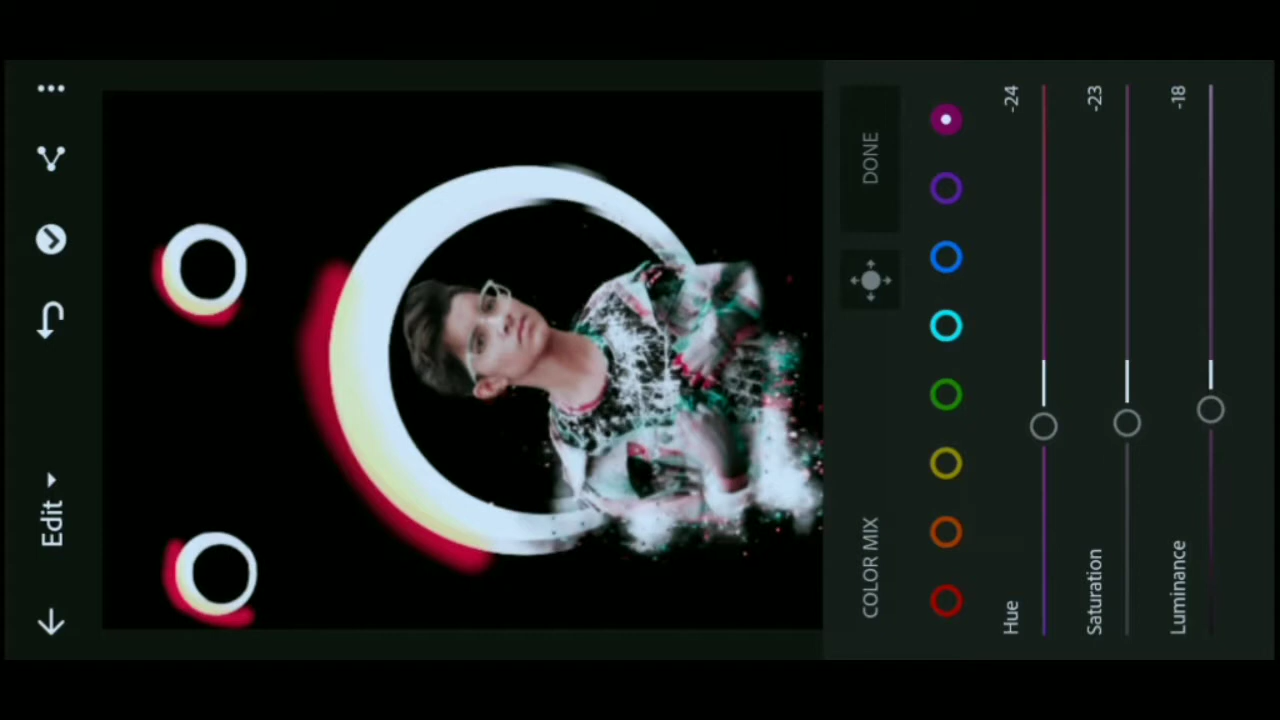 Edit
COLOR MIX
DONE
Hue -24
Saturation -23
Luminance -18